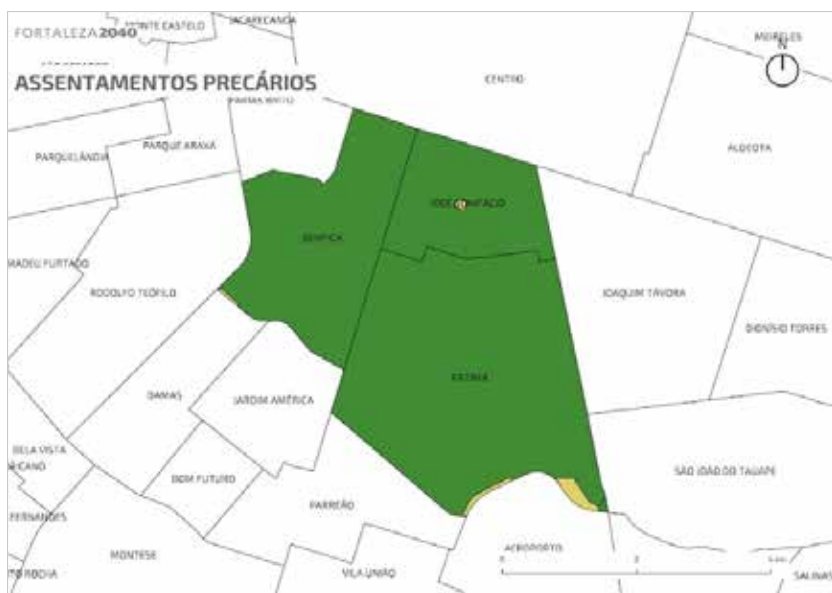 FORTALEZA2040
MONTE CASTELO
JACARECANGA
MEIRELES
N
ASSENTAMENTOS PRECÁRIOS
CENTRO
FARIAS BRITO
PARQUELÂNDIA
PARQUE ARAXÁ
ALDEOTA
JOSÉ BONIFÁCIO
BENFICA
AMADEU FURTADO
RODOLFO TEÓFILO
JOAQUIM TÁVORA
DIONÍSIO TORRES
FÁTIMA
DAMAS
JARDIM AMÉRICA
BELA VISTA
SÃO JOÃO DO TAUAPE
BOM FUTURO
PARREÃO
FERNANDES
MONTESE
AEROPORTO
VILA UNIÃO
SALINAS